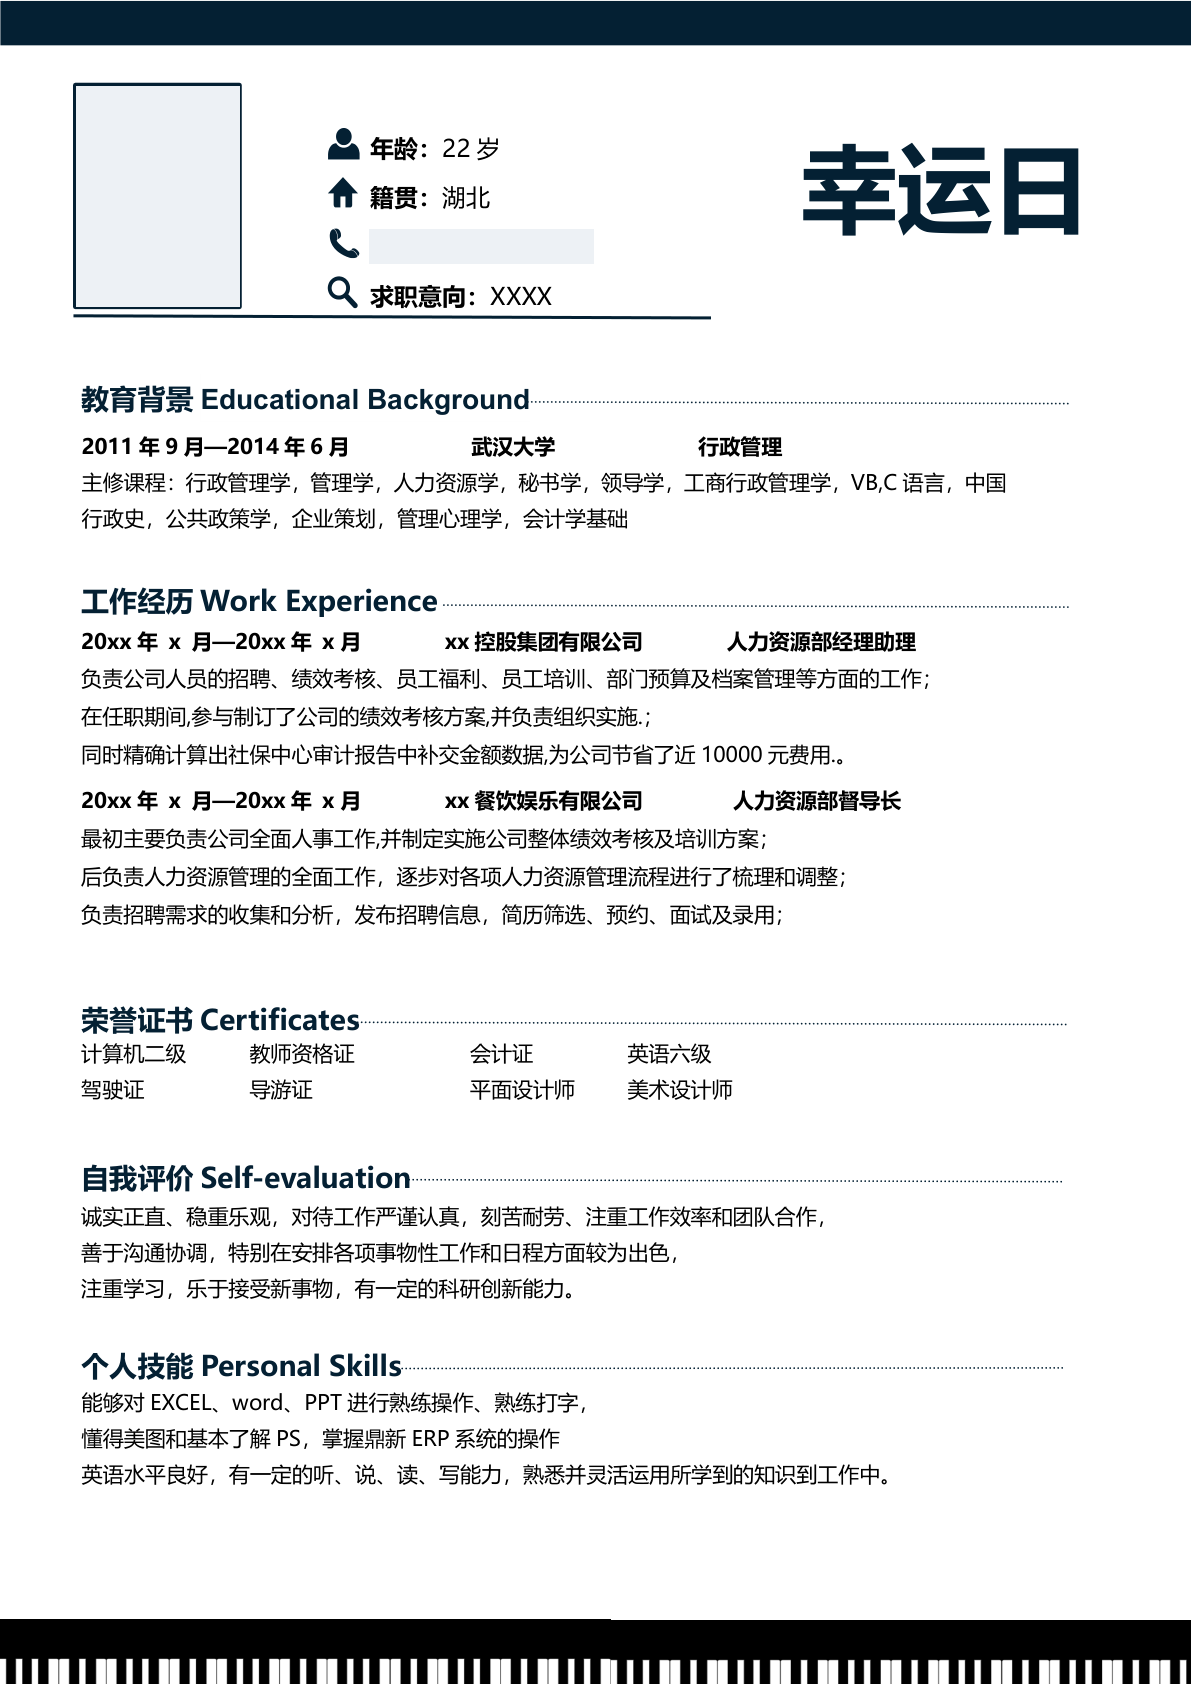 年龄：22 岁
籍贯：湖北
求职意向：XXXX
幸运日
教育背景 Educational Background
2011 年 9 月—2014 年 6 月 武汉大学 行政管理
主修课程：行政管理学，管理学，人力资源学，秘书学，领导学，工商行政管理学，VB,C 语言，中国
行政史，公共政策学，企业策划，管理心理学，会计学基础
工作经历 Work Experience
20xx 年 x 月—20xx 年 x 月 xx 控股集团有限公司 人力资源部经理助理
负责公司人员的招聘、绩效考核、员工福利、员工培训、部门预算及档案管理等方面的工作；
在任职期间,参与制订了公司的绩效考核方案,并负责组织实施.；
同时精确计算出社保中心审计报告中补交金额数据,为公司节省了近 10000 元费用.。
20xx 年 x 月—20xx 年 x 月 xx 餐饮娱乐有限公司 人力资源部督导长
最初主要负责公司全面人事工作,并制定实施公司整体绩效考核及培训方案；
后负责人力资源管理的全面工作，逐步对各项人力资源管理流程进行了梳理和调整；
负责招聘需求的收集和分析，发布招聘信息，简历筛选、预约、面试及录用；
荣誉证书 Certificates
计算机二级 教师资格证 会计证 英语六级
驾驶证 导游证 平面设计师 美术设计师
自我评价 Self-evaluation
诚实正直、稳重乐观，对待工作严谨认真，刻苦耐劳、注重工作效率和团队合作，
善于沟通协调，特别在安排各项事物性工作和日程方面较为出色，
注重学习，乐于接受新事物，有一定的科研创新能力。
个人技能 Personal Skills
能够对 EXCEL、word、PPT 进行熟练操作、熟练打字，
懂得美图和基本了解 PS，掌握鼎新 ERP 系统的操作
英语水平良好，有一定的听、说、读、写能力，熟悉并灵活运用所学到的知识到工作中。